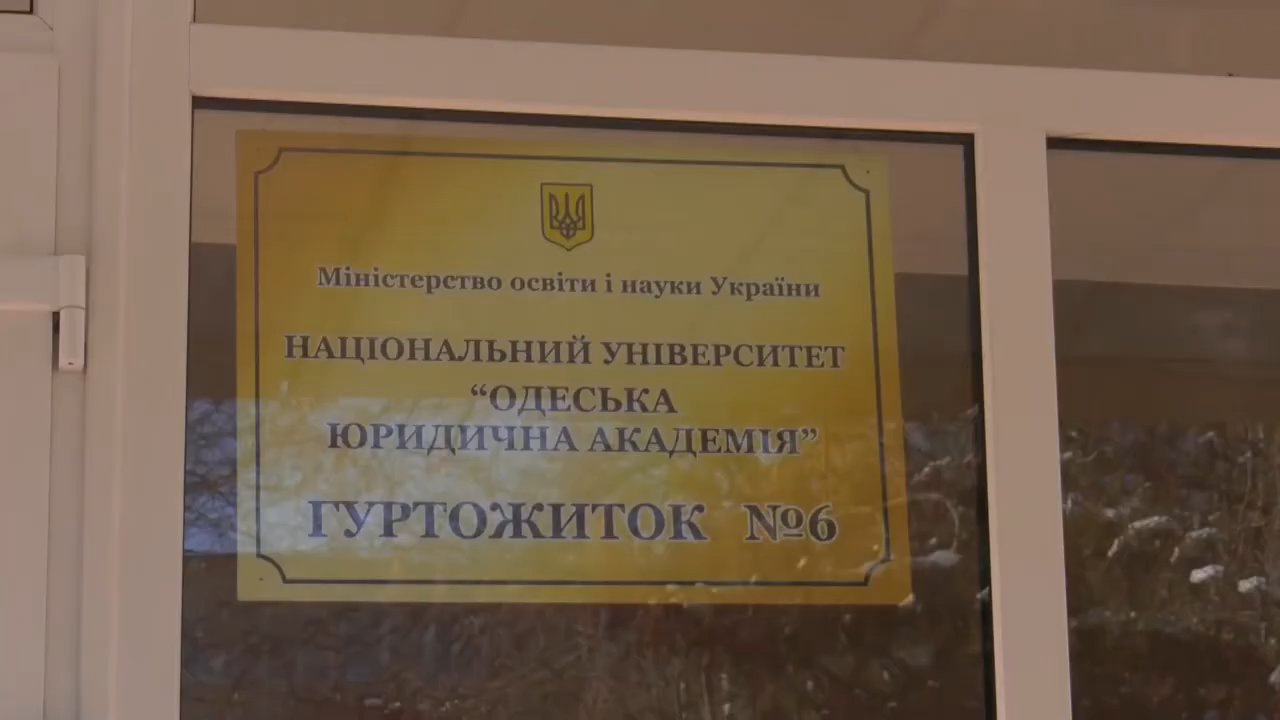 Міністерство освіти і науки України
НАЦІОНАЛЬНИЙ УНІВЕРСИТЕТ
“ОДЕСЬКА
ЮРИДИЧНА АКАДЕМІЯ”
ГУРТОЖИТОК №6